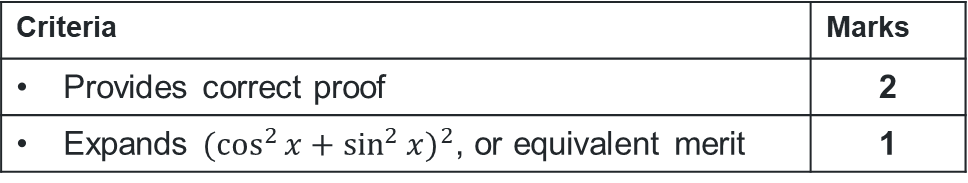 Criteria Marks
• Provides correct proof 2
• Expands (cos² x + sin² x)², or equivalent merit 1